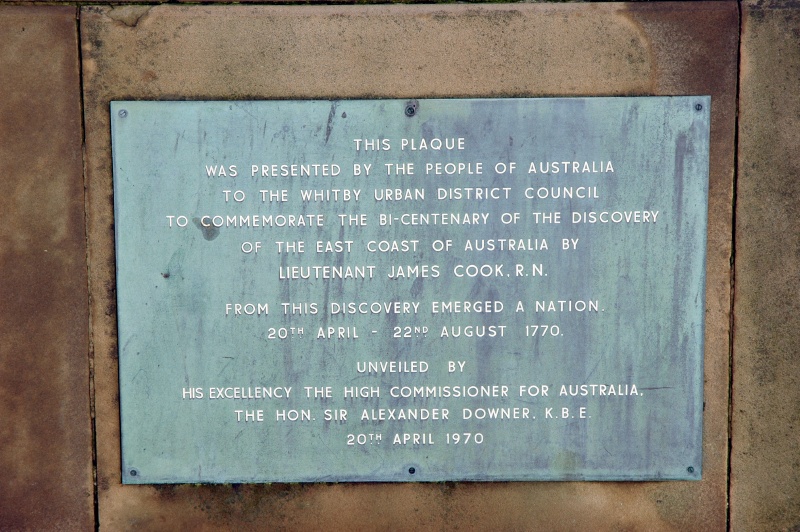 THIS PLAQUE
WAS PRESENTED BY THE PEOPLE OF AUSTRALIA
TO THE WHITBY URBAN DISTRICT COUNCIL
TO COMMEMORATE THE BI-CENTENARY OF THE DISCOVERY
OF THE EAST COAST OF AUSTRALIA BY
LIEUTENANT JAMES COOK, R.N.
FROM THIS DISCOVERY EMERGED A NATION.
20TH APRIL - 22ND AUGUST 1770.
UNVEILED BY
HIS EXCELLENCY THE HIGH COMMISSIONER FOR AUSTRALIA,
THE HON. SIR ALEXANDER DOWNER, K.B.E.
20TH APRIL 1970